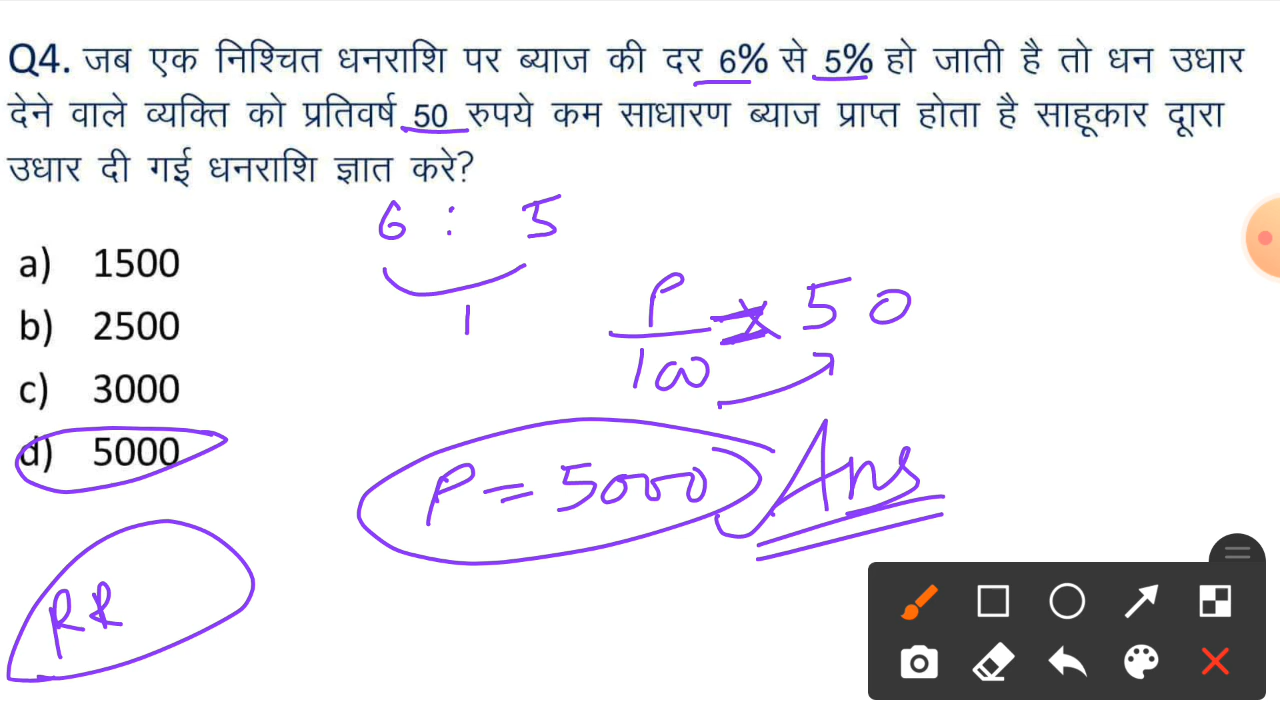 Q4. जब एक निश्चित धनराशि पर ब्याज की दर 6% से 5% हो जाती है तो धन उधार
देने वाले व्यक्ति को प्रतिवर्ष 50 रुपये कम साधारण ब्याज प्राप्त होता है साहूकार दूारा
उधार दी गई धनराशि ज्ञात करे?
6 : 5
1
a) 1500
b) 2500
c) 3000
d) 5000
P
100
= 50
P = 5000 Ans
RR